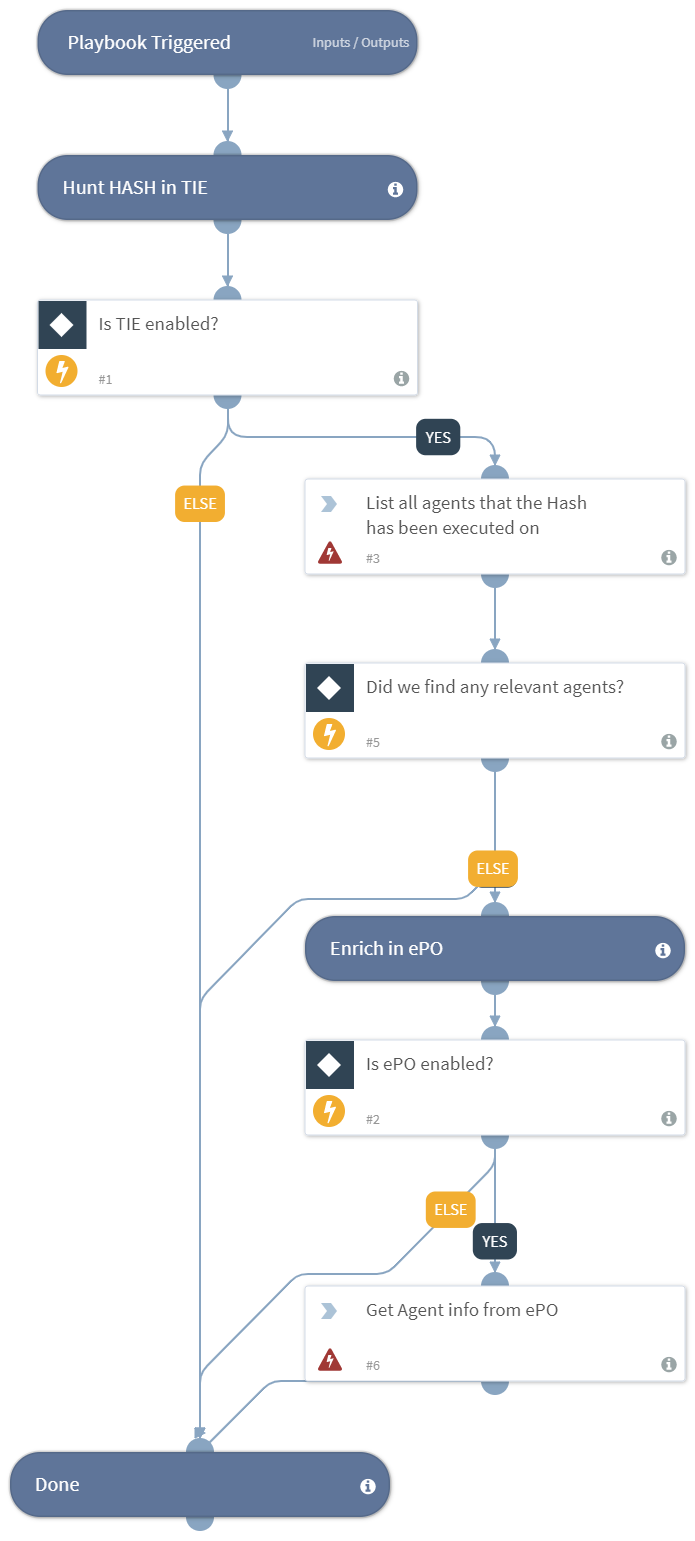 Playbook Triggered
Inputs / Outputs
Hunt HASH in TIE
Is TIE enabled?
#1
YES
ELSE
List all agents that the Hash
has been executed on
#3
Did we find any relevant agents?
#5
ELSE
Enrich in ePO
Is ePO enabled?
#2
ELSE
YES
Get Agent info from ePO
#6
Done